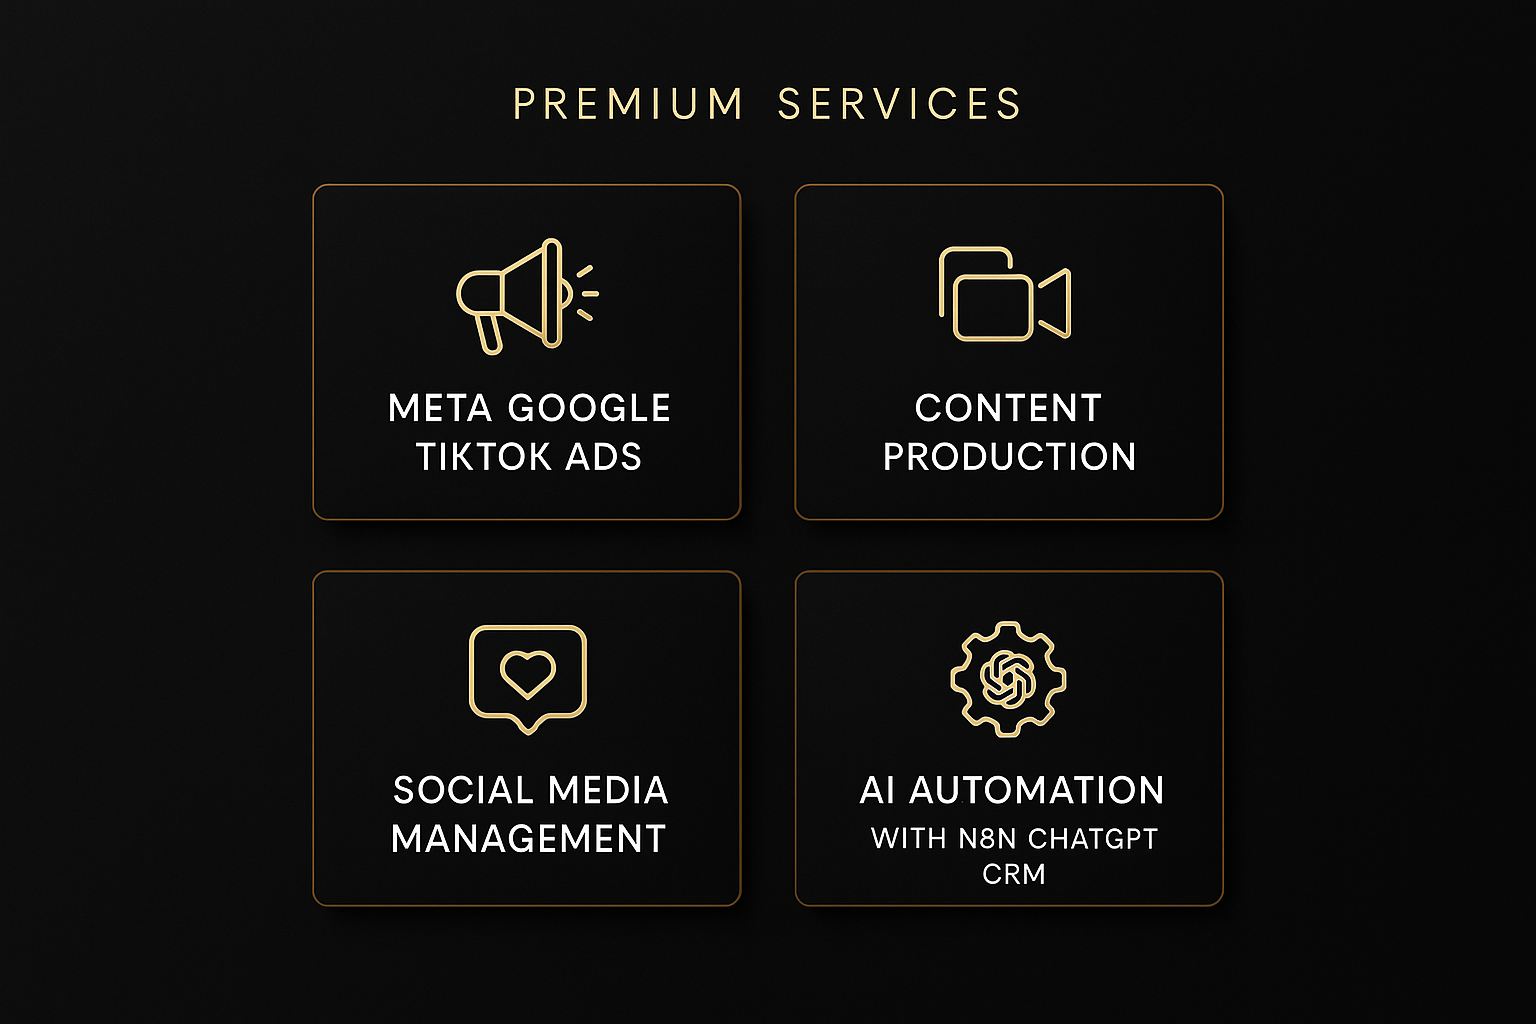 PREMIUM SERVICES
META GOOGLE
TIKTOK ADS
CONTENT
PRODUCTION
SOCIAL MEDIA
MANAGEMENT
AI AUTOMATION
WITH N8N CHATGPT
CRM